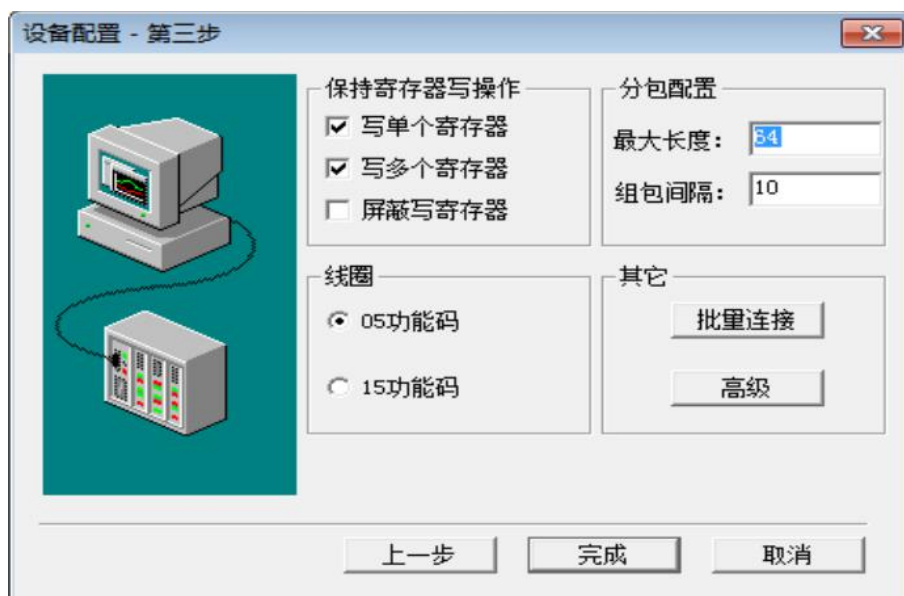 设备配置 - 第三步
保持寄存器写操作
写单个寄存器
写多个寄存器
屏蔽写寄存器
分包配置
最大长度：64
组包间隔：10
线圈
05功能码
15功能码
其它
批量连接
高级
上一步
完成
取消